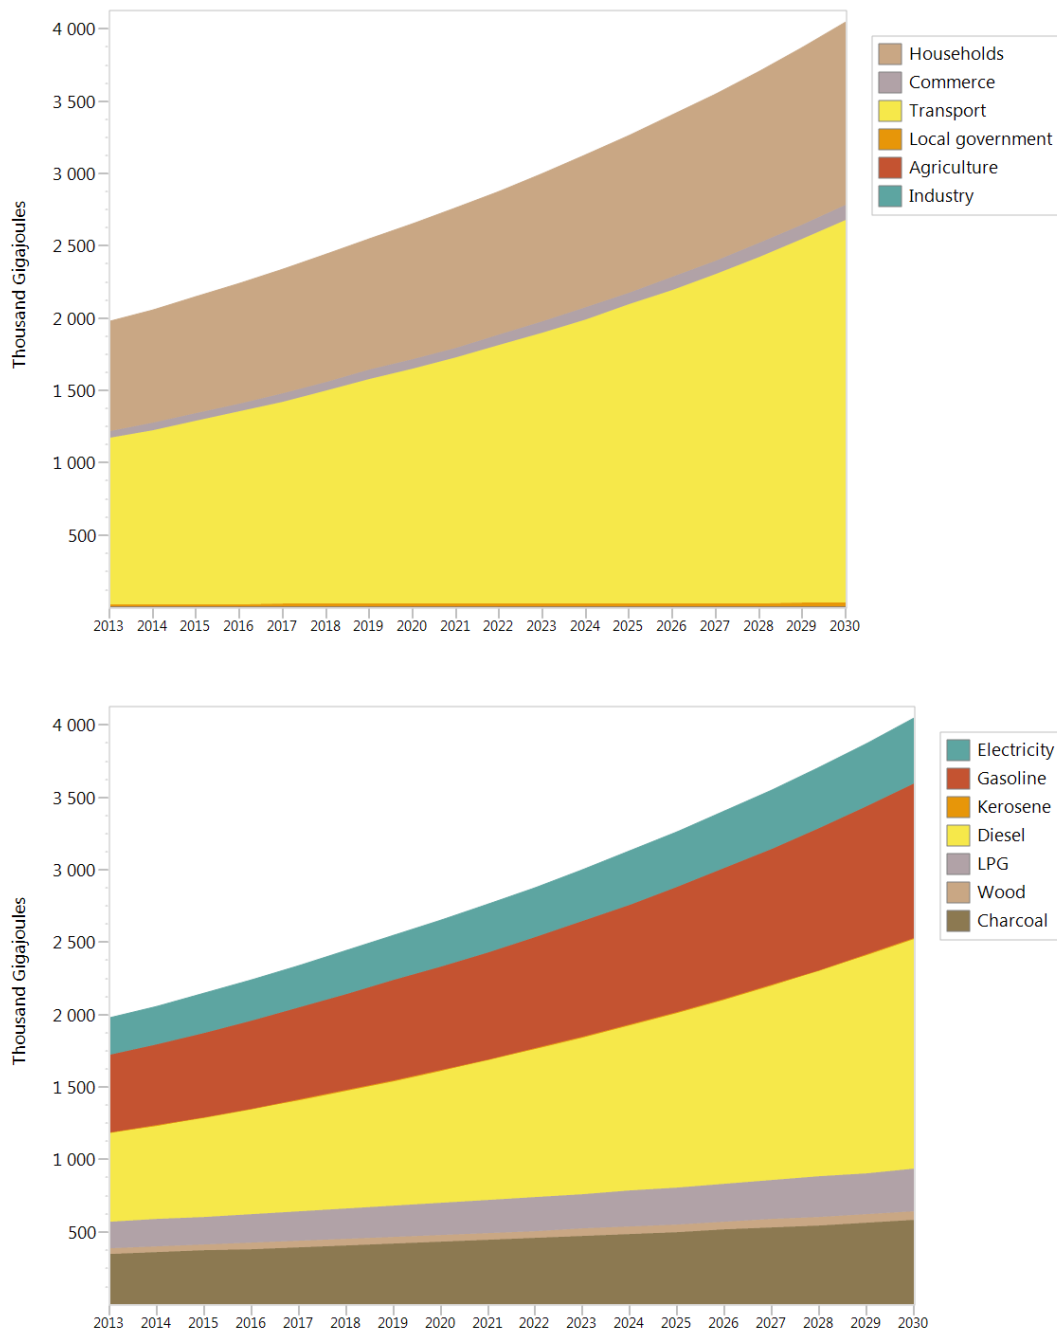 4 000
3 500
3 000
2 500
2 000
1 500
1 000
500
Thousand Gigajoules
2013 2014 2015 2016 2017 2018 2019 2020 2021 2022 2023 2024 2025 2026 2027 2028 2029 2030
Households
Commerce
Transport
Local government
Agriculture
Industry
4 000
3 500
3 000
2 500
2 000
1 500
1 000
500
Thousand Gigajoules
2013 2014 2015 2016 2017 2018 2019 2020 2021 2022 2023 2024 2025 2026 2027 2028 2029 2030
Electricity
Gasoline
Kerosene
Diesel
LPG
Wood
Charcoal